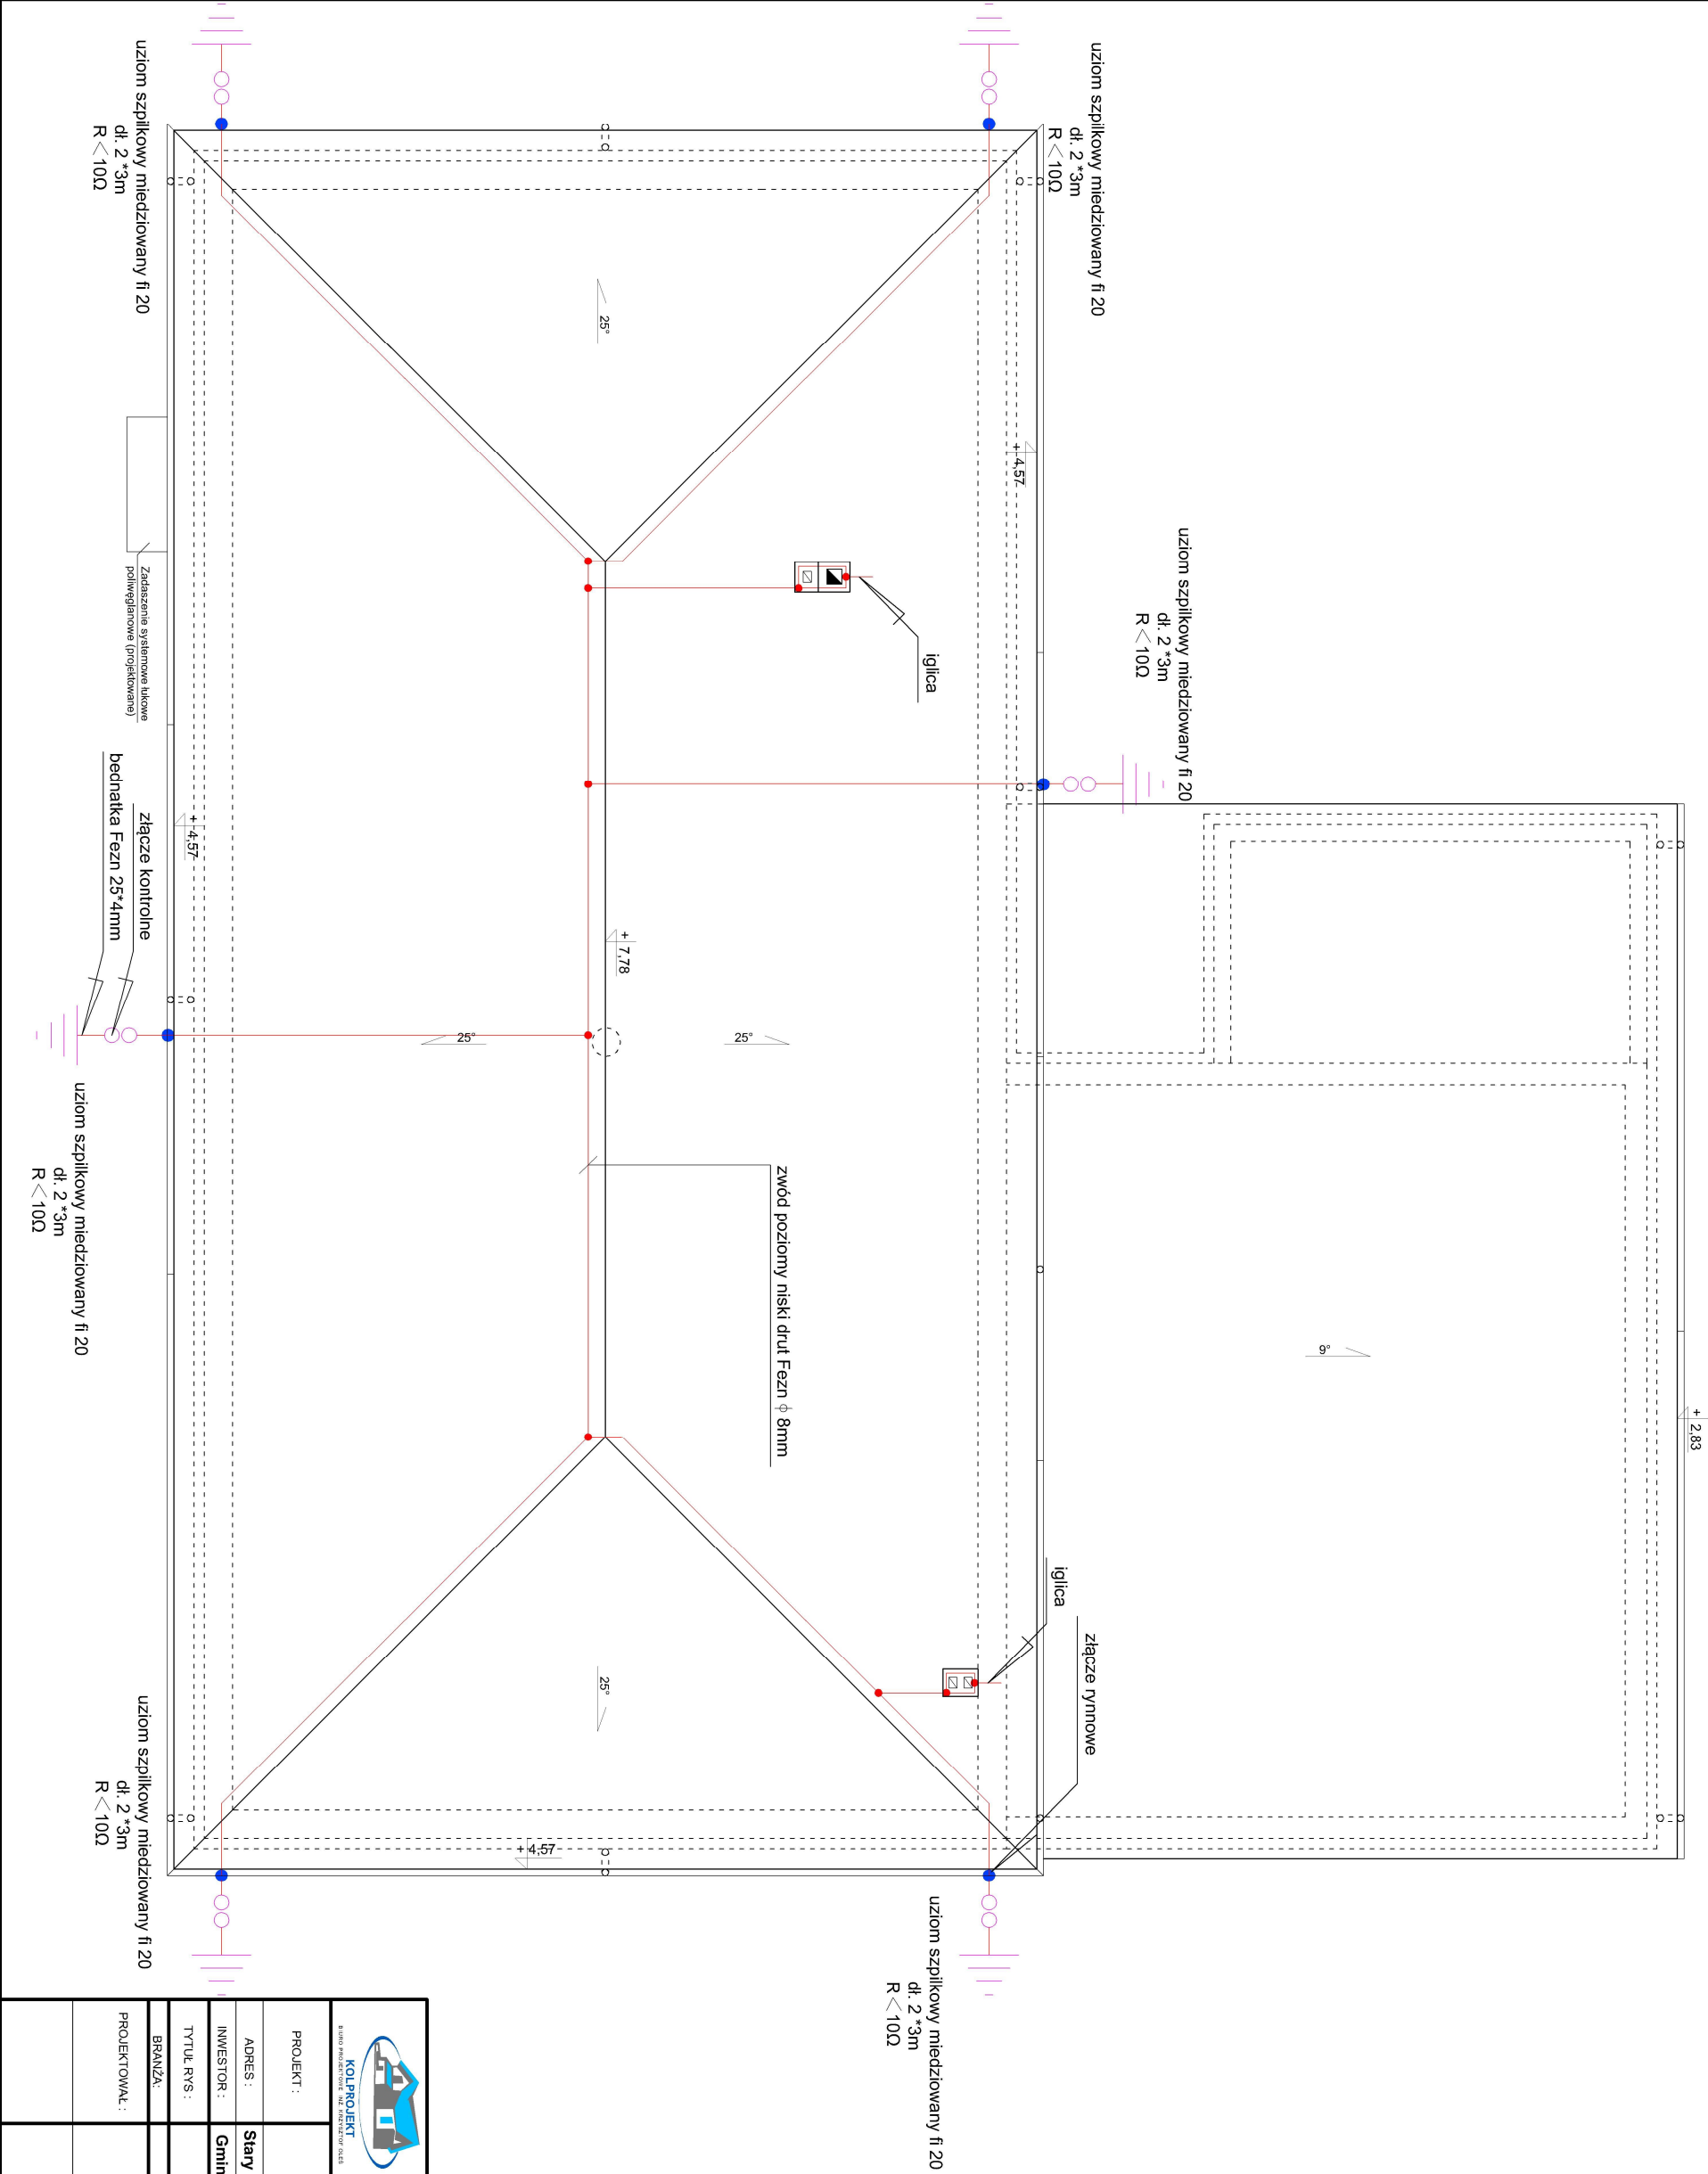 uziom szpilkowy miedziowany fi 20
dł. 2 *3m
R<10Ω
uziom szpilkowy miedziowany fi 20
dł. 2 *3m
R<10Ω
uziom szpilkowy miedziowany fi 20
dł. 2 *3m
R<10Ω
25°
+ 4,57
iglica
Zadaszenie systemowe łukowe
poliwęglanowe (projektowane)
bednatka Fezn 25*4mm
złącze kontrolne
+ 4,57
+ 7,78
25°
25°
uziom szpilkowy miedziowany fi 20
dł. 2 *3m
R<10Ω
zwód poziomy niski drut Fezn ϕ 8mm
9°
+ 2,83
iglica
złącze rynnowe
25°
+ 4,57
uziom szpilkowy miedziowany fi 20
dł. 2 *3m
R<10Ω
uziom szpilkowy miedziowany fi 20
dł. 2 *3m
R<10Ω
KOLPROJEKT
BIURO PROJEKTOWE INŻ. KRZYSZTOF OLEŚ
PROJEKT :
ADRES :
Stary
INWESTOR :
Gmin
TYTUŁ RYS :
BRANŻA:
PROJEKTOWAŁ :